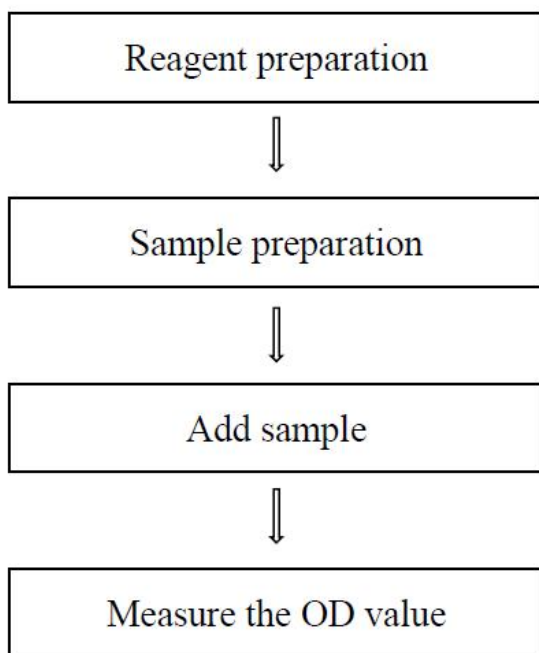 Reagent preparation
Sample preparation
Add sample
Measure the OD value